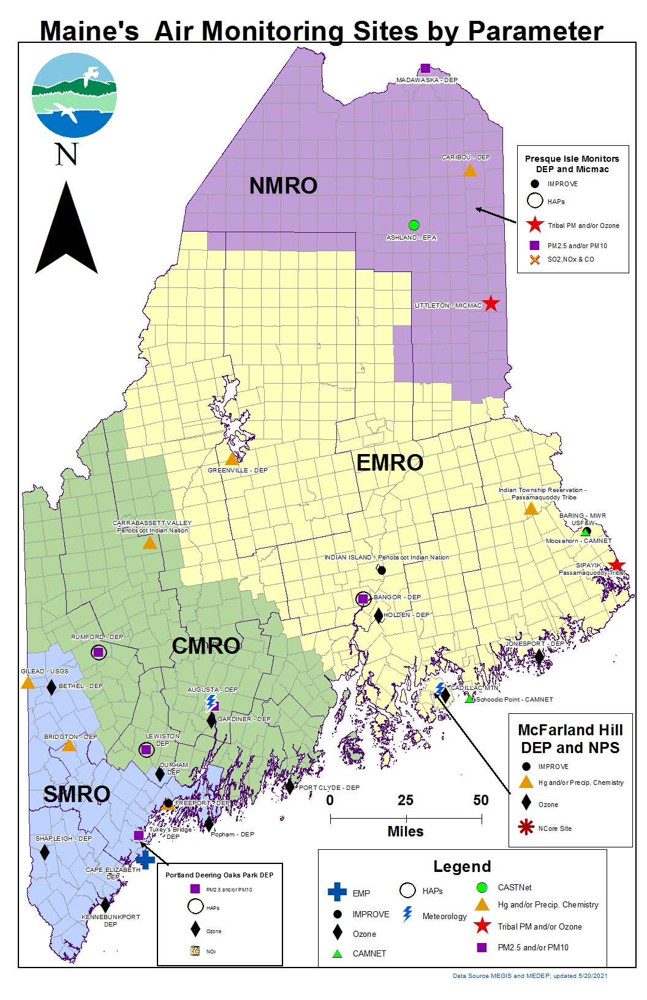 Maine's Air Monitoring Sites by Parameter
N
MADAWASKA - DEP
CARIBOU - DEP
NMRO
ASHLAND - EPA
Presque Isle Monitors
DEP and Micmac
IMPROVE
HAPs
Tribal PM and/or Ozone
PM2.5 and/or PM10
SO2,NOx & CO
LITTLETON - MICMAC
EMRO
GREENVILLE - DEP
Indian Township Reservation -
Passamaquoddy Tribe
BARING - MWR
USF&W
Moosehorn - CAMNET
CARRABASSETT VALLEY
Penobscot Indian Nation
INDIAN ISLAND - Penobscot Indian Nation
SIPAYIK -
Passamaquoddy Tribe
BANGOR - DEP
HOLDEN - DEP
RUMFORD - DEP
CMRO
JONESPORT - DEP
GILEAD - USGS
BETHEL - DEP
AUGUSTA - DEP
CADILLAC MTN
Schoodic Point - CAMNET
GARDINER - DEP
BRIDGTON - DEP
LEWISTON
DEP
McFarland Hill
DEP and NPS
IMPROVE
Hg and/or Precip. Chemistry
Ozone
NCore Site
DURHAM
DEP
SMRO
PORT CLYDE - DEP
FREEPORT - DEP
0 25 50
Miles
Tukey's Bridge -
DEP
Popham - DEP
SHAPLEIGH - DEP
CAPE ELIZABETH
DEP
KENNEBUNKPORT
DEP
Portland Deering Oaks Park DEP
PM2.5 and/or PM10
HAPs
Ozone
NOx
Legend
EMP
IMPROVE
Ozone
CAMNET
HAPs
Meteorology
CASTNet
Hg and/or Precip. Chemistry
Tribal PM and/or Ozone
PM2.5 and/or PM10
Data Source MEGIS and MEDEP; updated 5/20/2021